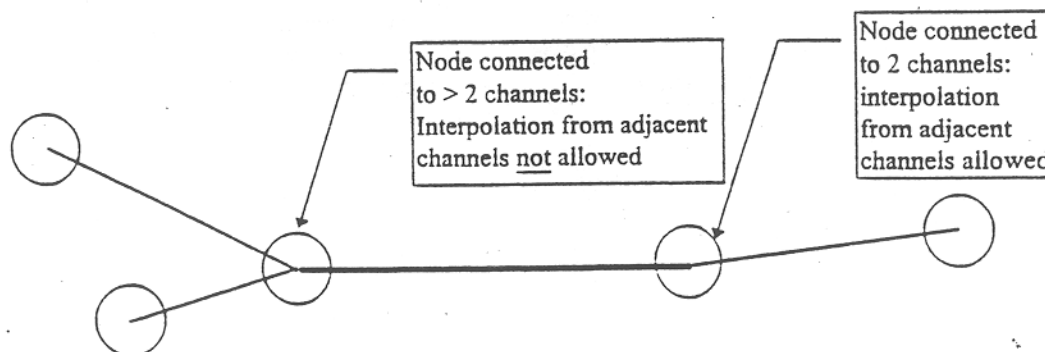 Node connected
to > 2 channels:
Interpolation from adjacent
channels not allowed
Node connected
to 2 channels:
interpolation
from adjacent
channels allowed